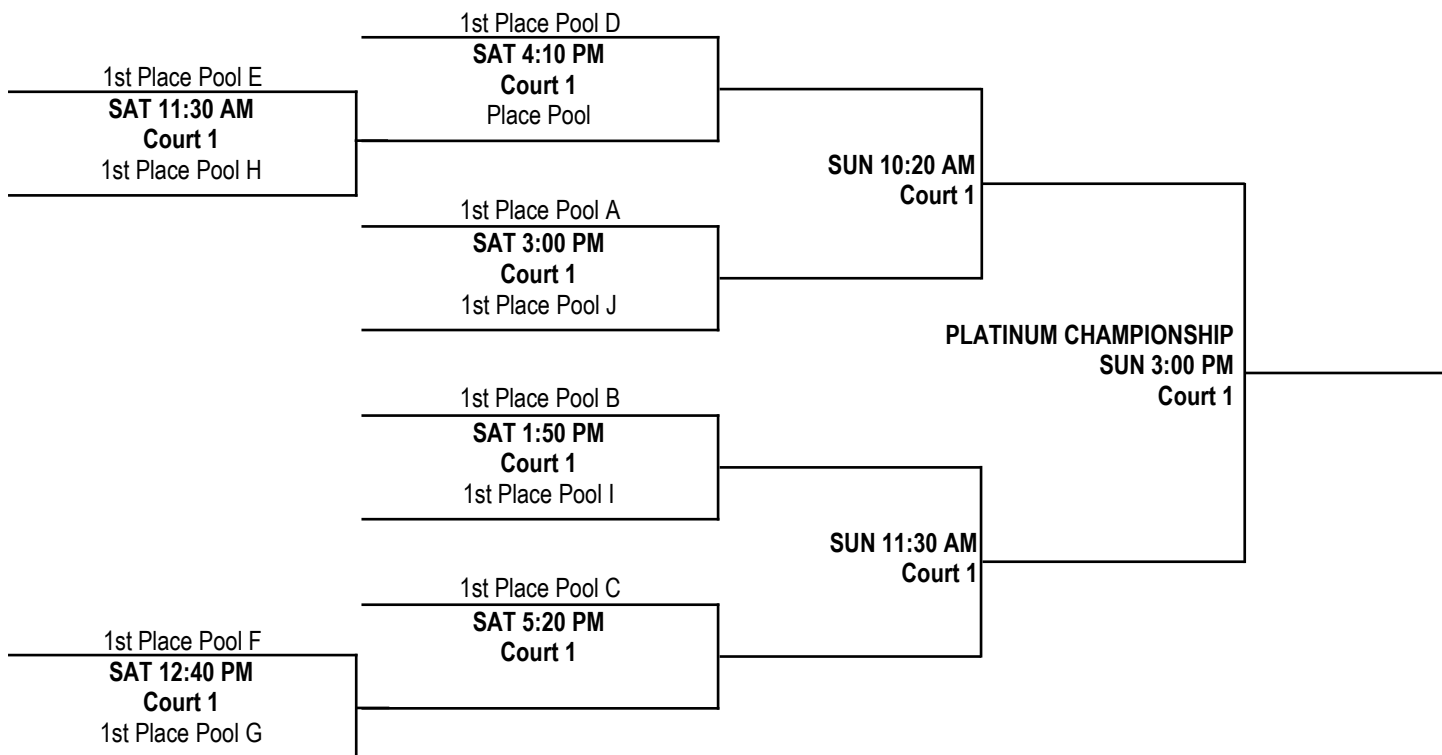 1st Place Pool D
SAT 4:10 PM
Court 1
Place Pool
1st Place Pool E
SAT 11:30 AM
Court 1
1st Place Pool H
SUN 10:20 AM
Court 1
1st Place Pool A
SAT 3:00 PM
Court 1
1st Place Pool J
PLATINUM CHAMPIONSHIP
SUN 3:00 PM
Court 1
1st Place Pool B
SAT 1:50 PM
Court 1
1st Place Pool I
SUN 11:30 AM
Court 1
1st Place Pool C
SAT 5:20 PM
Court 1
1st Place Pool F
SAT 12:40 PM
Court 1
1st Place Pool G